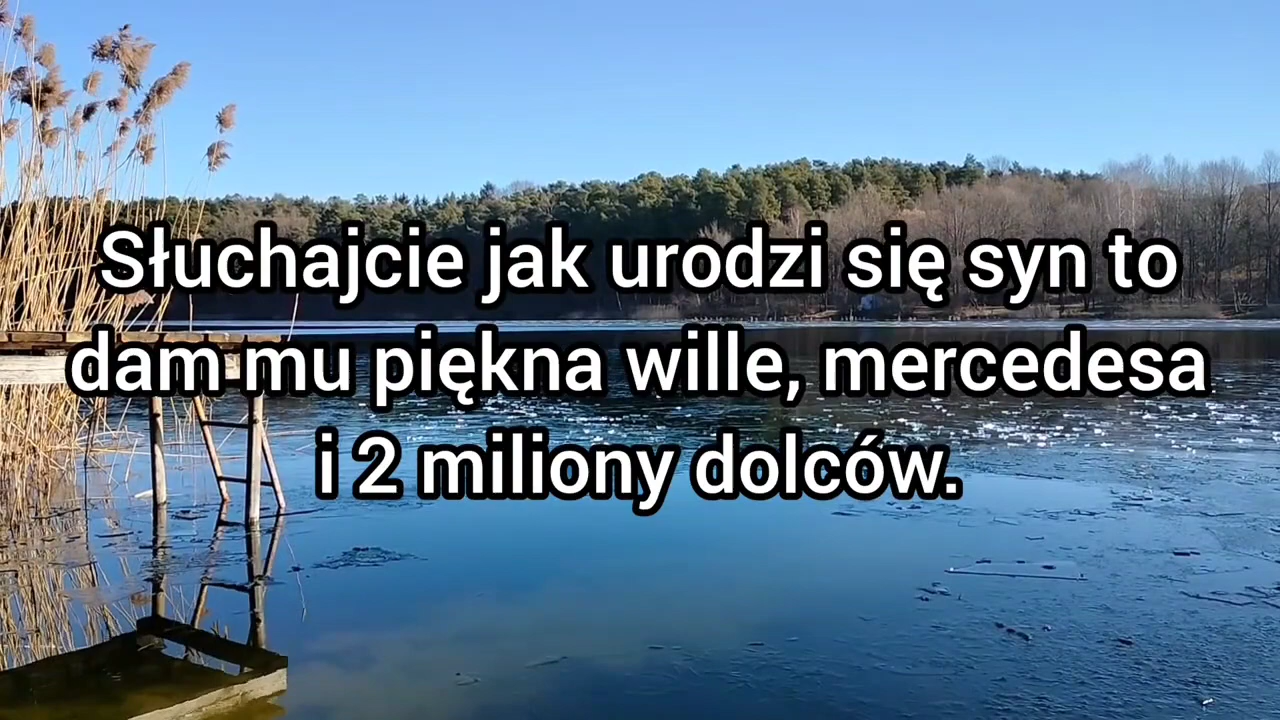 Słuchajcie jak urodzi się syn to
dam mu piękna wille, mercedesa
i 2 miliony dolców.